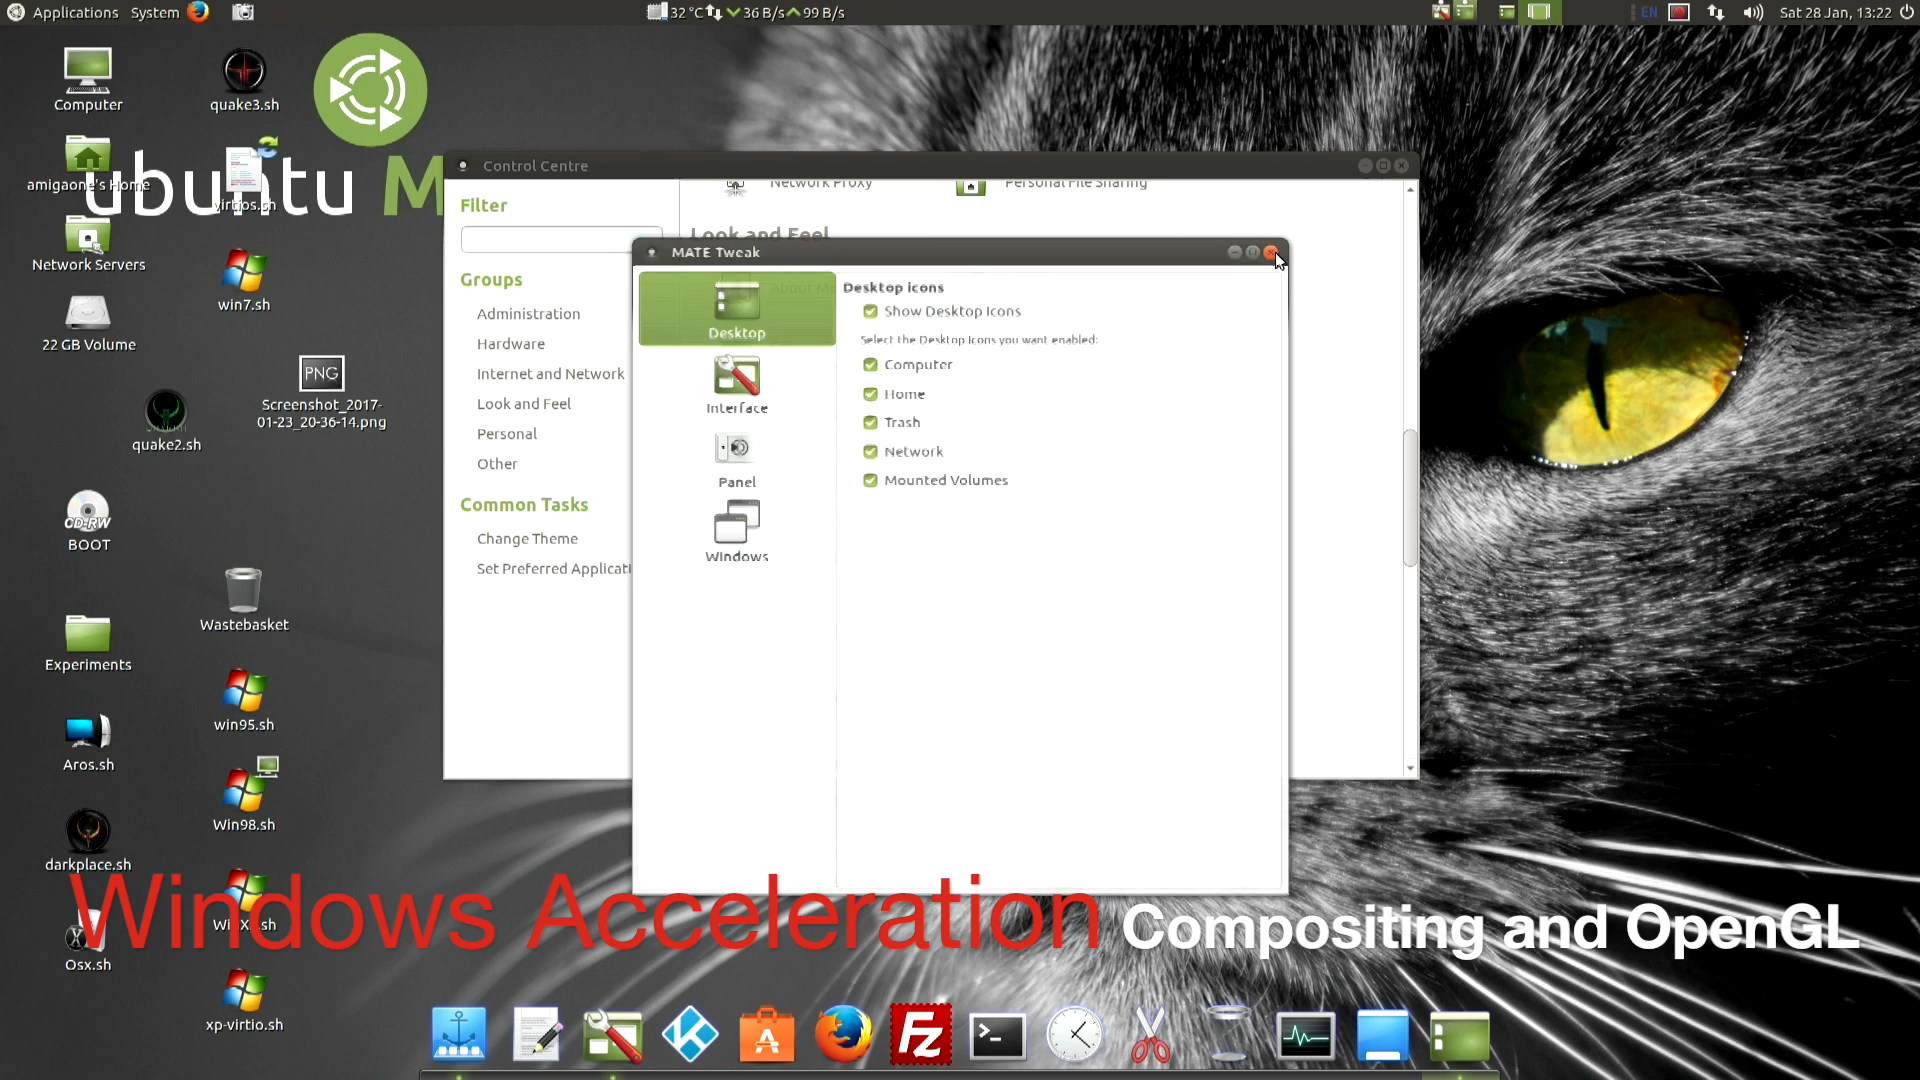 Applications System 32 °C 36 B/s 99 B/s EN Sat 28 Jan, 13:22
Computer
quake3.sh
amigaone's Home
ubuntu M
virtios.sh
Network Servers
win7.sh
22 GB Volume
PNG
Screenshot_2017-
01-23_20-36-14.png
quake2.sh
CD-RW
BOOT
Wastebasket
Experiments
win95.sh
Aros.sh
Win98.sh
darkplace.sh
Osx.sh
xp-virtio.sh
Control Centre
Network Proxy Personal File Sharing
Filter
Look and Feel
Groups
Administration
Hardware
Internet and Network
Look and Feel
Personal
Other
Common Tasks
Change Theme
Set Preferred Applicati
MATE Tweak
About Me
Desktop
Interface
Panel
Windows
Desktop icons
Show Desktop Icons
Select the Desktop Icons you want enabled:
Computer
Home
Trash
Network
Mounted Volumes
Windows Acceleration Compositing and OpenGL